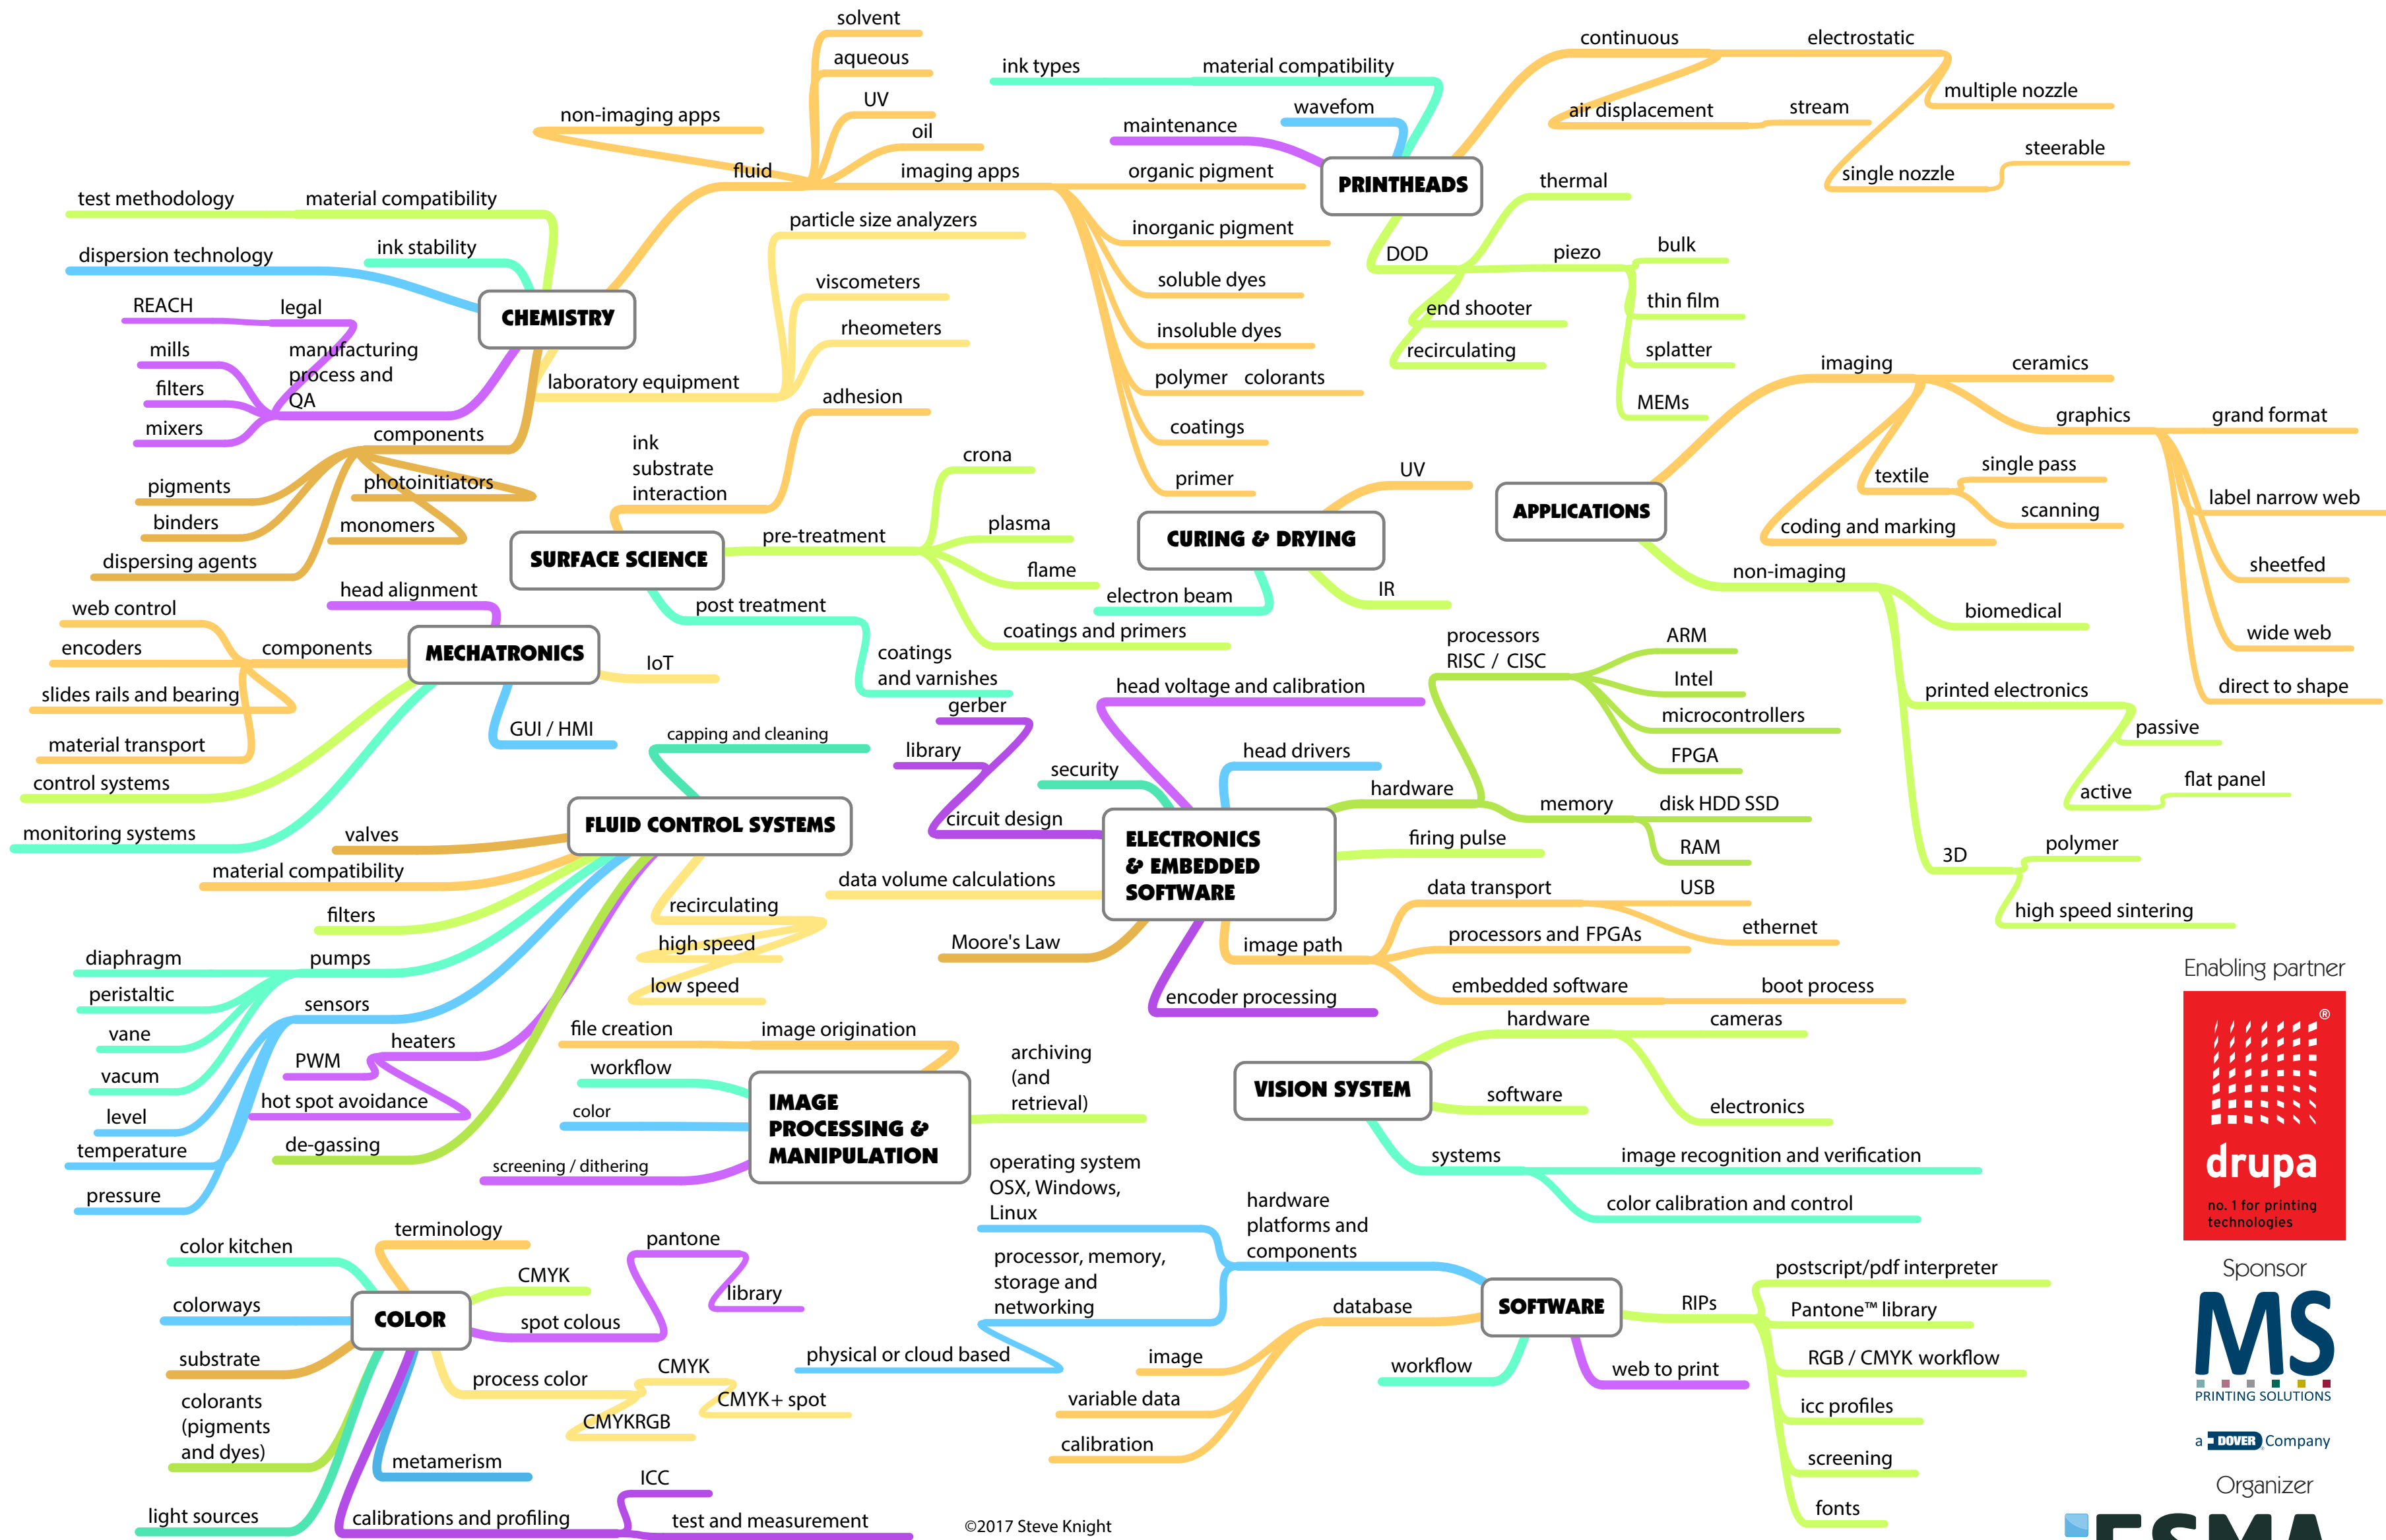 solvent
aqueous
UV
oil
non-imaging apps
fluid
imaging apps
organic pigment
inorganic pigment
soluble dyes
insoluble dyes
polymer colorants
coatings
primer
test methodology
material compatibility
ink stability
dispersion technology
CHEMISTRY
REACH
legal
manufacturing
process and
QA
mills
filters
mixers
components
pigments
binders
dispersing agents
photoinitiators
monomers
laboratory equipment
particle size analyzers
viscometers
rheometers
ink types
material compatibility
wavefom
maintenance
PRINTHEADS
continuous
electrostatic
multiple nozzle
single nozzle
steerable
air displacement
stream
DOD
thermal
piezo
bulk
thin film
splatter
MEMs
end shooter
recirculating
ink
substrate
interaction
adhesion
SURFACE SCIENCE
pre-treatment
crona
plasma
flame
coatings and primers
post treatment
coatings
and varnishes
CURING & DRYING
UV
IR
electron beam
APPLICATIONS
imaging
ceramics
graphics
grand format
label narrow web
sheetfed
wide web
direct to shape
textile
single pass
scanning
coding and marking
non-imaging
biomedical
printed electronics
passive
active
flat panel
3D
polymer
high speed sintering
head alignment
MECHATRONICS
web control
encoders
components
slides rails and bearing
material transport
control systems
monitoring systems
IoT
GUI / HMI
capping and cleaning
FLUID CONTROL SYSTEMS
valves
material compatibility
filters
pumps
diaphragm
peristaltic
vane
vacum
sensors
level
temperature
pressure
heaters
PWM
hot spot avoidance
de-gassing
recirculating
high speed
low speed
gerber
library
circuit design
security
head voltage and calibration
head drivers
ELECTRONICS
& EMBEDDED
SOFTWARE
hardware
processors
RISC / CISC
ARM
Intel
microcontrollers
FPGA
memory
disk HDD SSD
RAM
firing pulse
data volume calculations
Moore's Law
image path
data transport
USB
ethernet
processors and FPGAs
embedded software
boot process
encoder processing
file creation
image origination
workflow
color
screening / dithering
IMAGE
PROCESSING &
MANIPULATION
archiving
(and
retrieval)
VISION SYSTEM
hardware
cameras
electronics
software
systems
image recognition and verification
color calibration and control
terminology
color kitchen
colorways
COLOR
CMYK
spot colous
pantone
library
substrate
colorants
(pigments
and dyes)
light sources
process color
CMYK
CMYK+ spot
CMYKRGB
metamerism
calibrations and profiling
ICC
test and measurement
operating system
OSX, Windows,
Linux
hardware
platforms and
components
processor, memory,
storage and
networking
physical or cloud based
database
image
variable data
calibration
SOFTWARE
workflow
web to print
RIPs
postscript/pdf interpreter
Pantone™ library
RGB / CMYK workflow
icc profiles
screening
fonts
Enabling partner
®
drupa
no. 1 for printing
technologies
Sponsor
MS
PRINTING SOLUTIONS
a DOVER Company
Organizer
ESMA
©2017 Steve Knight